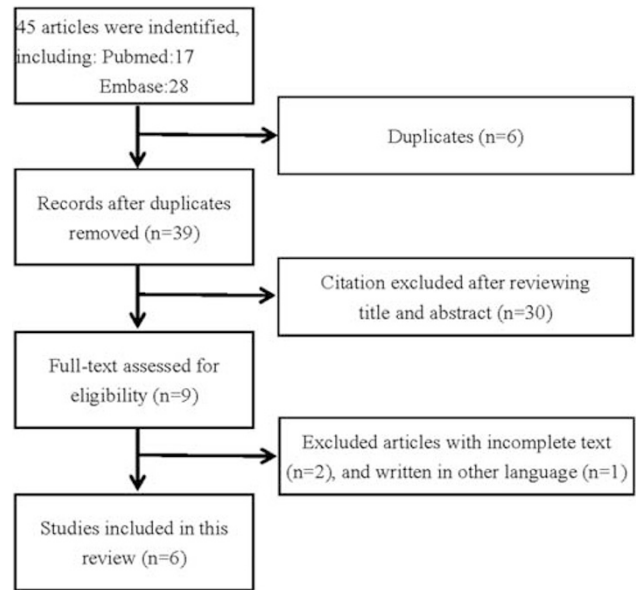 45 articles were indentified,
including: Pubmed:17
Embase:28
Duplicates (n=6)
Records after duplicates
removed (n=39)
Citation excluded after reviewing
title and abstract (n=30)
Full-text assessed for
eligibility (n=9)
Excluded articles with incomplete text
(n=2), and written in other language (n=1)
Studies included in this
review (n=6)